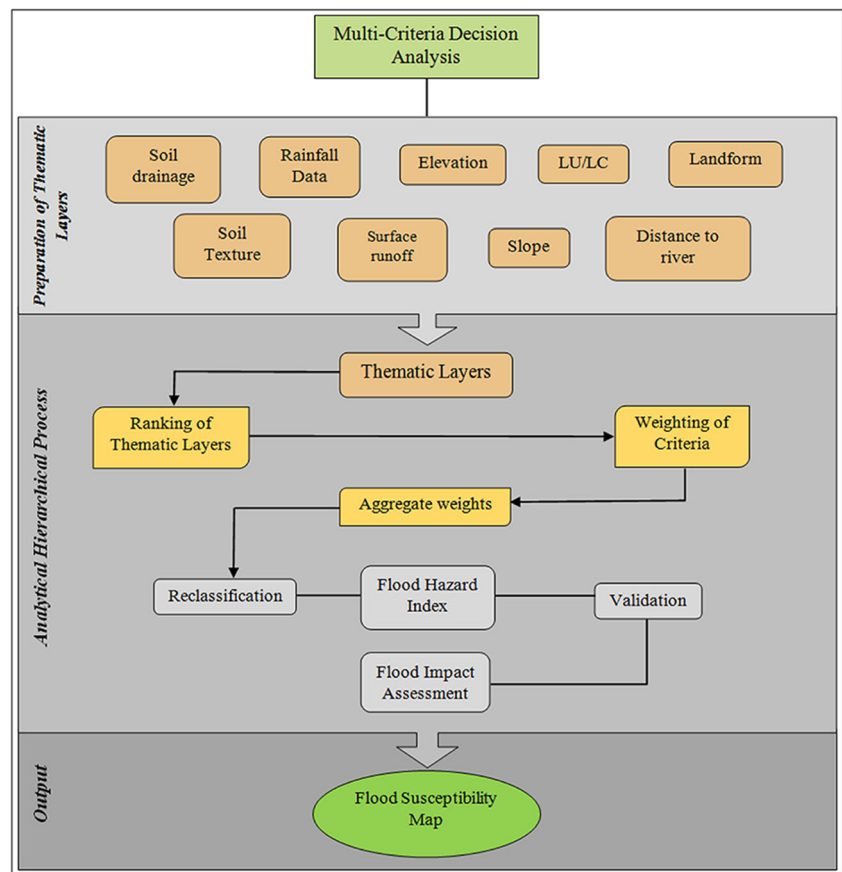 Multi-Criteria Decision
Analysis
Preparation of Thematic
Layers
Soil
drainage
Rainfall
Data
Elevation
LU/LC
Landform
Soil
Texture
Surface
runoff
Slope
Distance to
river
Analytical Hierarchical Process
Thematic Layers
Ranking of
Thematic Layers
Weighting of
Criteria
Aggregate weights
Reclassification
Flood Hazard
Index
Validation
Flood Impact
Assessment
Output
Flood Susceptibility
Map